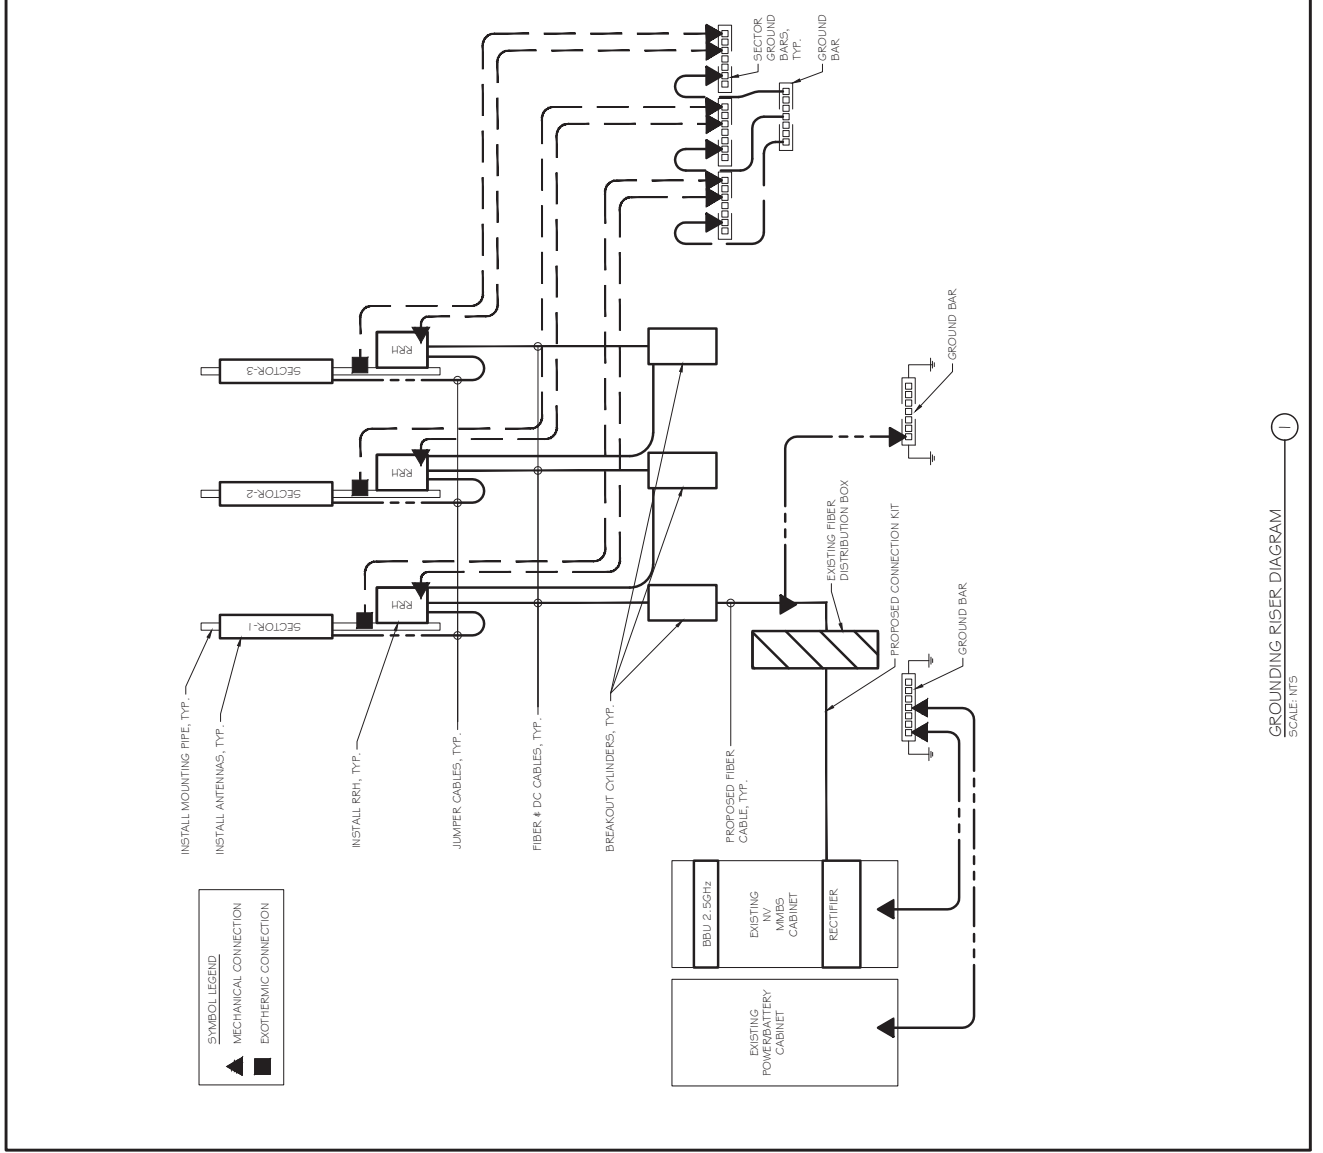 SYMBOL LEGEND
MECHANICAL CONNECTION
EXOTHERMIC CONNECTION
INSTALL MOUNTING PIPE, TYP.
INSTALL ANTENNAS, TYP.
INSTALL RRH, TYP.
JUMPER CABLES, TYP.
FIBER & DC CABLES, TYP.
BREAKOUT CYLINDERS, TYP.
PROPOSED FIBER
CABLE, TYP.
SECTOR-1
SECTOR-2
SECTOR-3
RRH
RRH
RRH
SECTOR
GROUND
BARS,
TYP.
GROUND
BAR
EXISTING FIBER
DISTRIBUTION BOX
PROPOSED CONNECTION KIT
GROUND BAR
GROUND BAR
BBU 2.5GHz
EXISTING
NV
MMBS
CABINET
RECTIFIER
EXISTING
POWER/BATTERY
CABINET
GROUNDING RISER DIAGRAM
SCALE: NTS
1